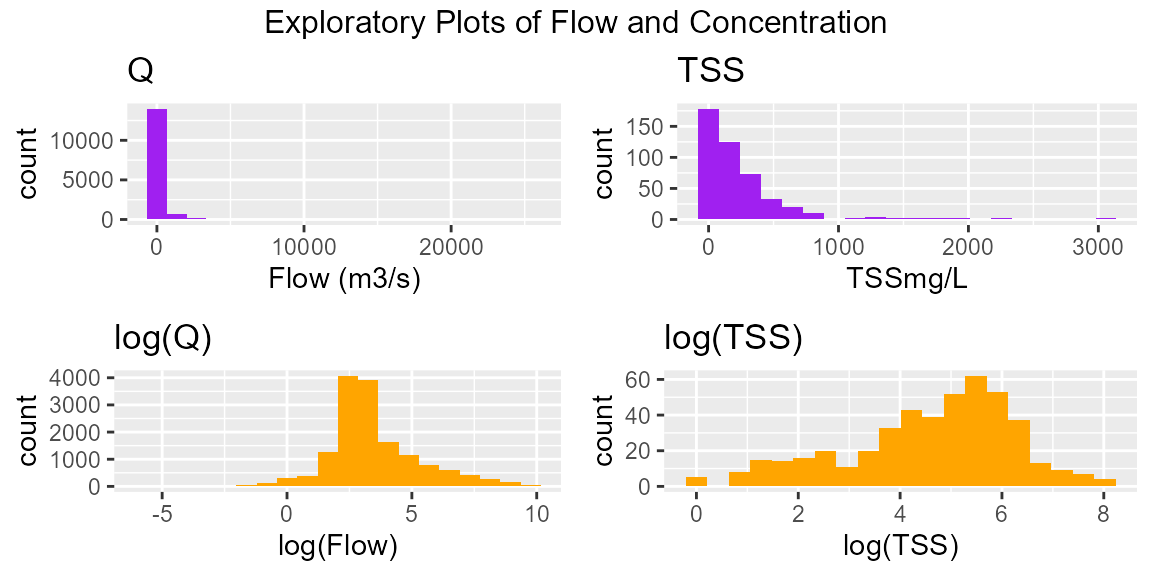 Exploratory Plots of Flow and Concentration
Q
count
10000
5000
0
0 10000 20000
Flow (m3/s)
TSS
count
150
100
50
0
0 1000 2000 3000
TSSmg/L
log(Q)
count
4000
3000
2000
1000
0
-5 0 5 10
log(Flow)
log(TSS)
count
60
40
20
0
0 2 4 6 8
log(TSS)